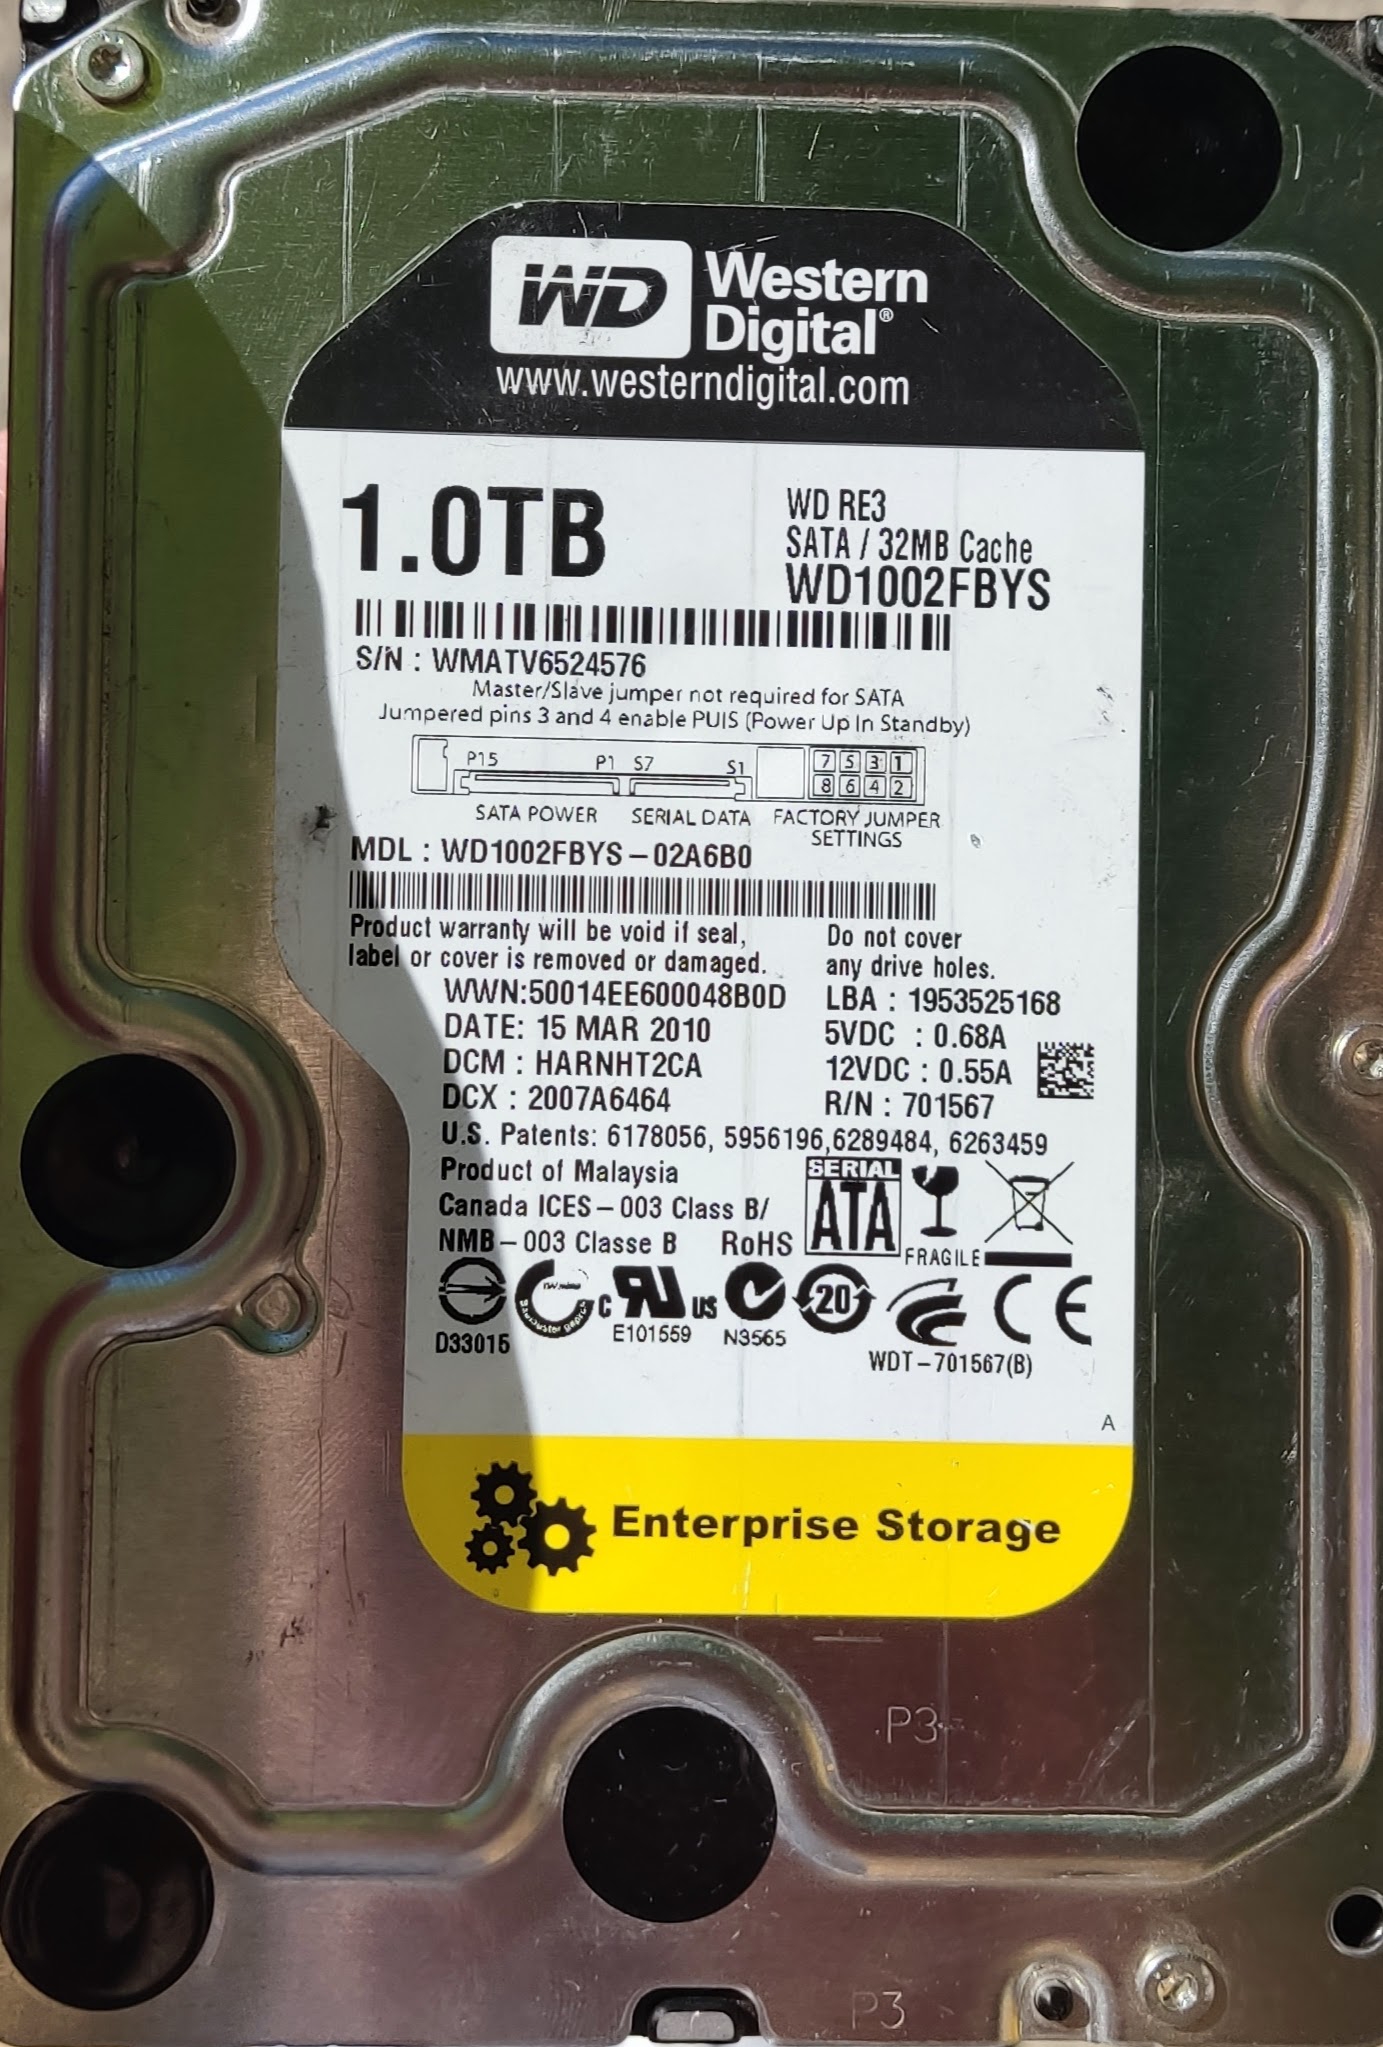 WD Western
Digital®
www.westerndigital.com
1.0TB
WD RE3
SATA / 32MB Cache
WD1002FBYS
S/N : WMATV6524576
Master/Slave jumper not required for SATA
Jumpered pins 3 and 4 enable PUIS (Power Up In Standby)
P15 P1 S7 S1 7 5 3 1
8 6 4 2
SATA POWER SERIAL DATA FACTORY JUMPER
SETTINGS
MDL : WD1002FBYS-02A6B0
Product warranty will be void if seal,
label or cover is removed or damaged.
Do not cover
any drive holes.
WWN:50014EE600048B0D LBA : 1953525168
DATE: 15 MAR 2010 5VDC : 0.68A
DCM : HARNHT2CA 12VDC : 0.55A
DCX : 2007A6464 R/N : 701567
U.S. Patents: 6178056, 5956196,6289484, 6263459
Product of Malaysia
Canada ICES-003 Class B/
NMB-003 Classe B RoHS
SERIAL
ATA
FRAGILE
D33015
c RU US
E101559
N3565
20
CE
WDT-701567(B)
A
Enterprise Storage
P3
P3